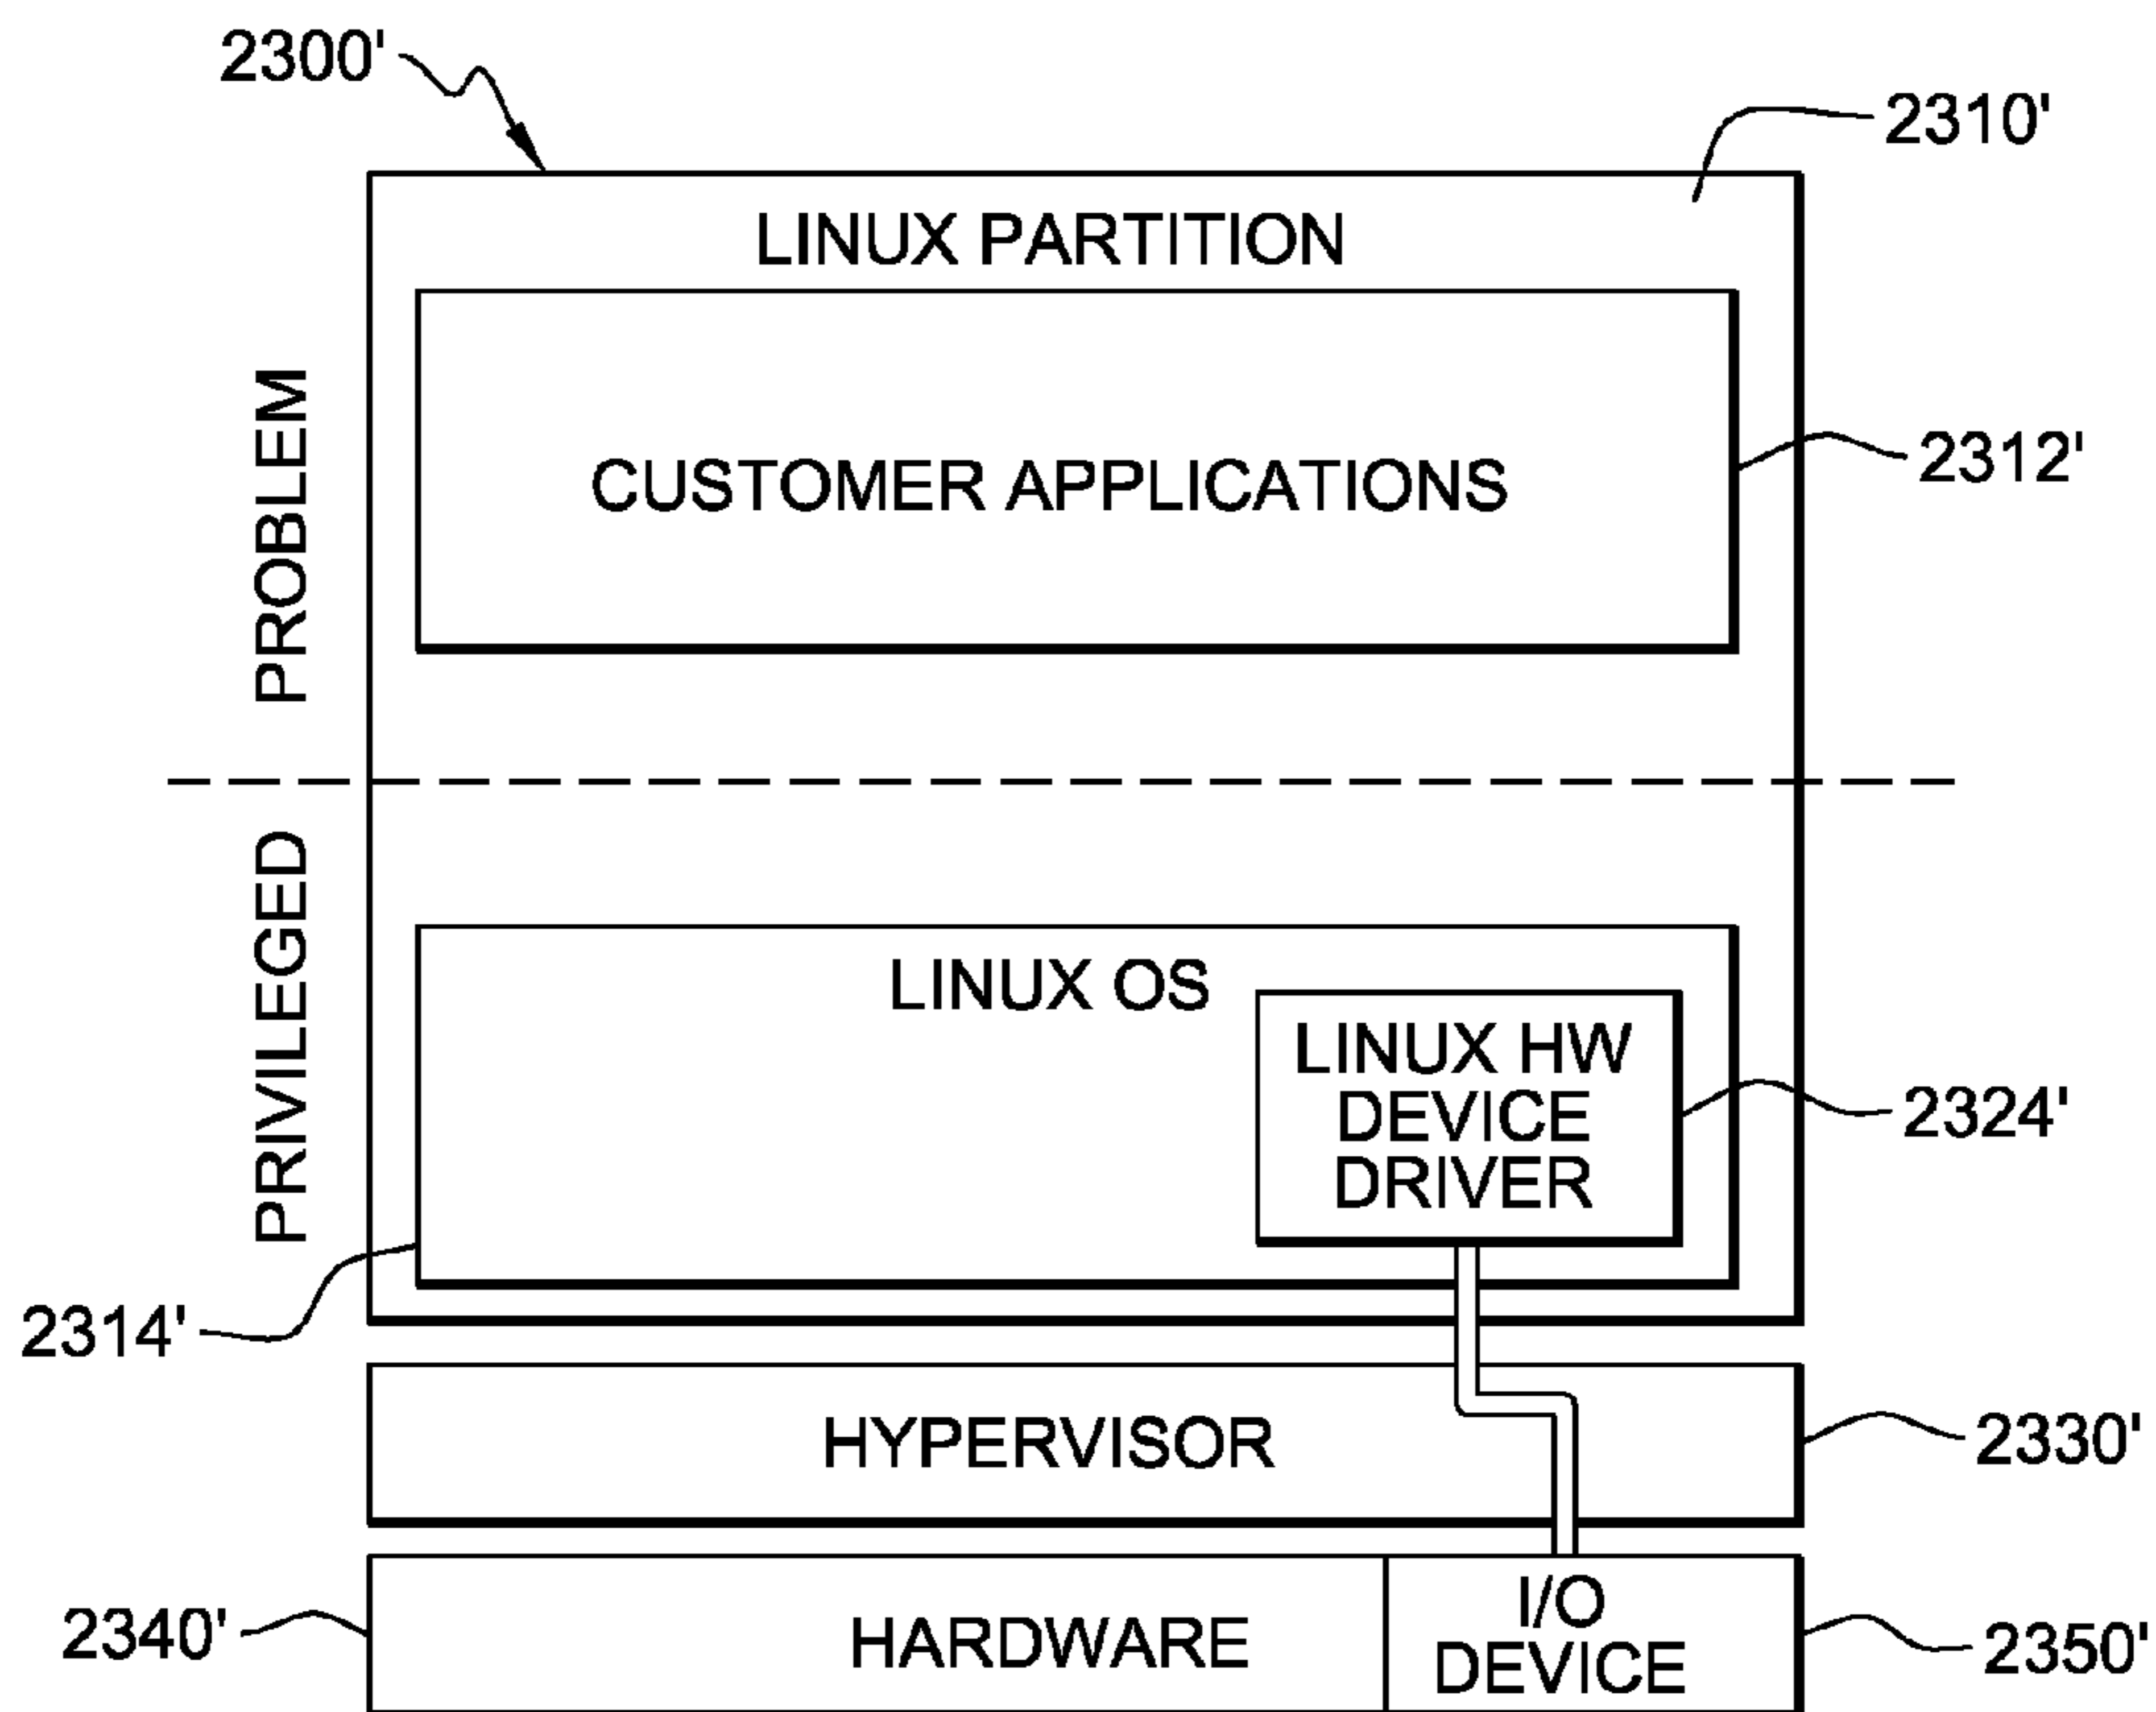 2300'
2310'
LINUX PARTITION
CUSTOMER APPLICATIONS
2312'
PROBLEM
PRIVILEGED
LINUX OS
LINUX HW
DEVICE
DRIVER
2324'
2314'
HYPERVISOR
2330'
2340'
HARDWARE
I/O
DEVICE
2350'